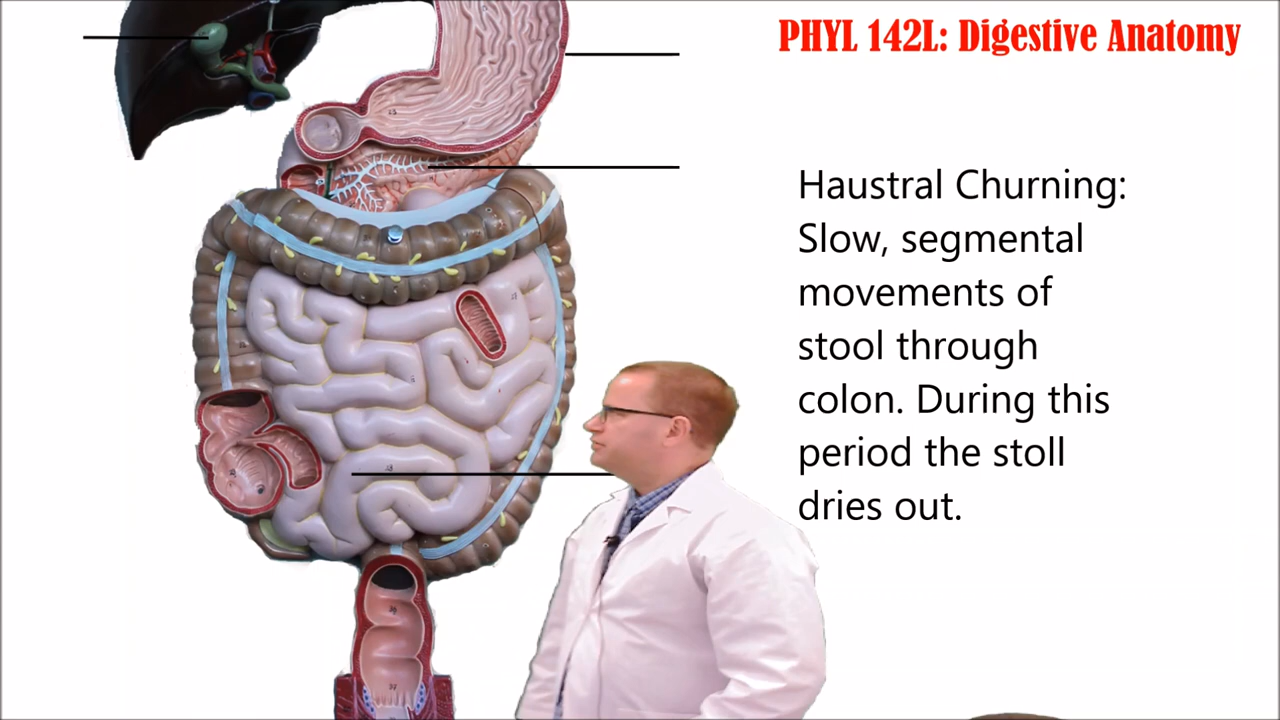 PHYL 142L: Digestive Anatomy
Haustral Churning:
Slow, segmental
movements of
stool through
colon. During this
period the stoll
dries out.